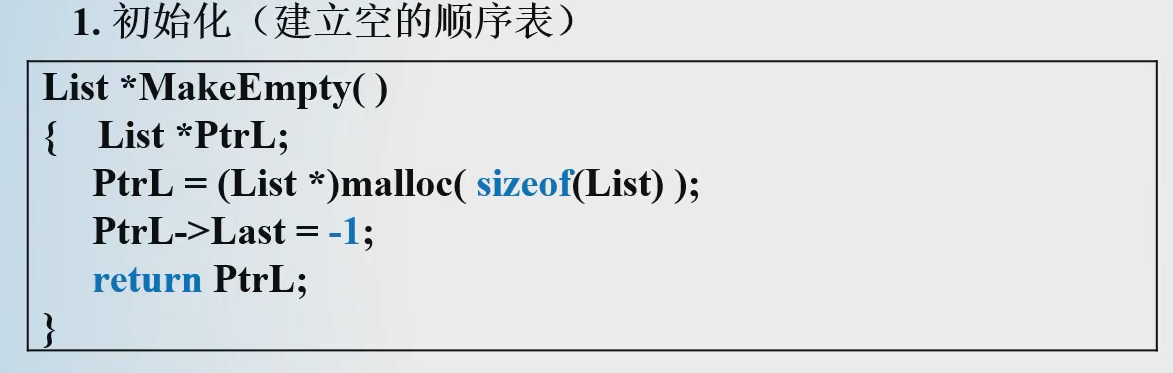 1. 初始化（建立空的顺序表）
List *MakeEmpty( )
{ List *PtrL;
PtrL = (List *)malloc( sizeof(List) );
PtrL->Last = -1;
return PtrL;
}